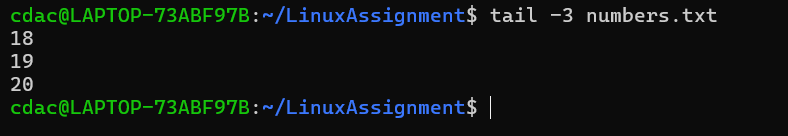 cdac@LAPTOP-73ABF97B:~/LinuxAssignment$ tail -3 numbers.txt
18
19
20
cdac@LAPTOP-73ABF97B:~/LinuxAssignment$